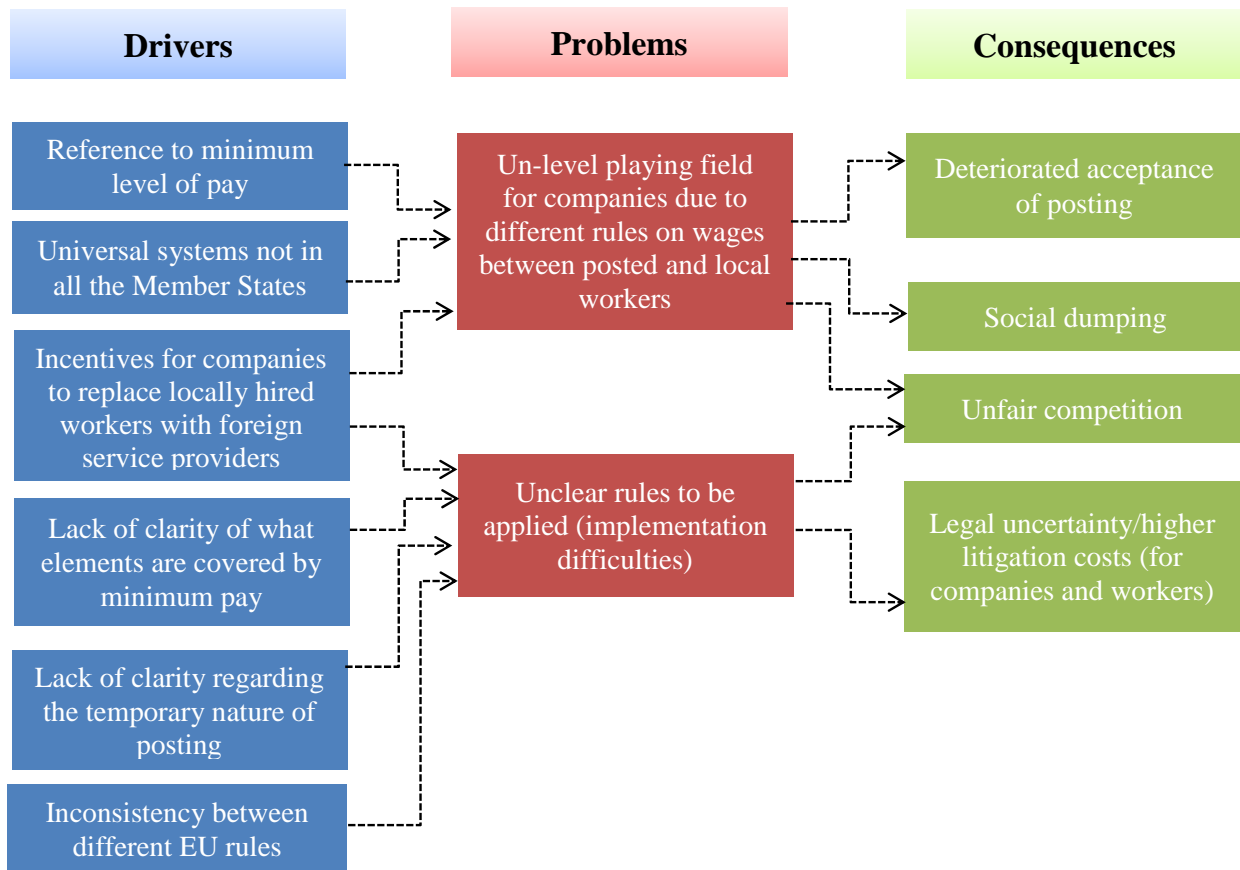 Drivers
Problems
Consequences
Reference to minimum
level of pay
Universal systems not in
all the Member States
Incentives for companies
to replace locally hired
workers with foreign
service providers
Lack of clarity of what
elements are covered by
minimum pay
Lack of clarity regarding
the temporary nature of
posting
Inconsistency between
different EU rules
Un-level playing field
for companies due to
different rules on wages
between posted and local
workers
Unclear rules to be
applied (implementation
difficulties)
Deteriorated acceptance
of posting
Social dumping
Unfair competition
Legal uncertainty/higher
litigation costs (for
companies and workers)